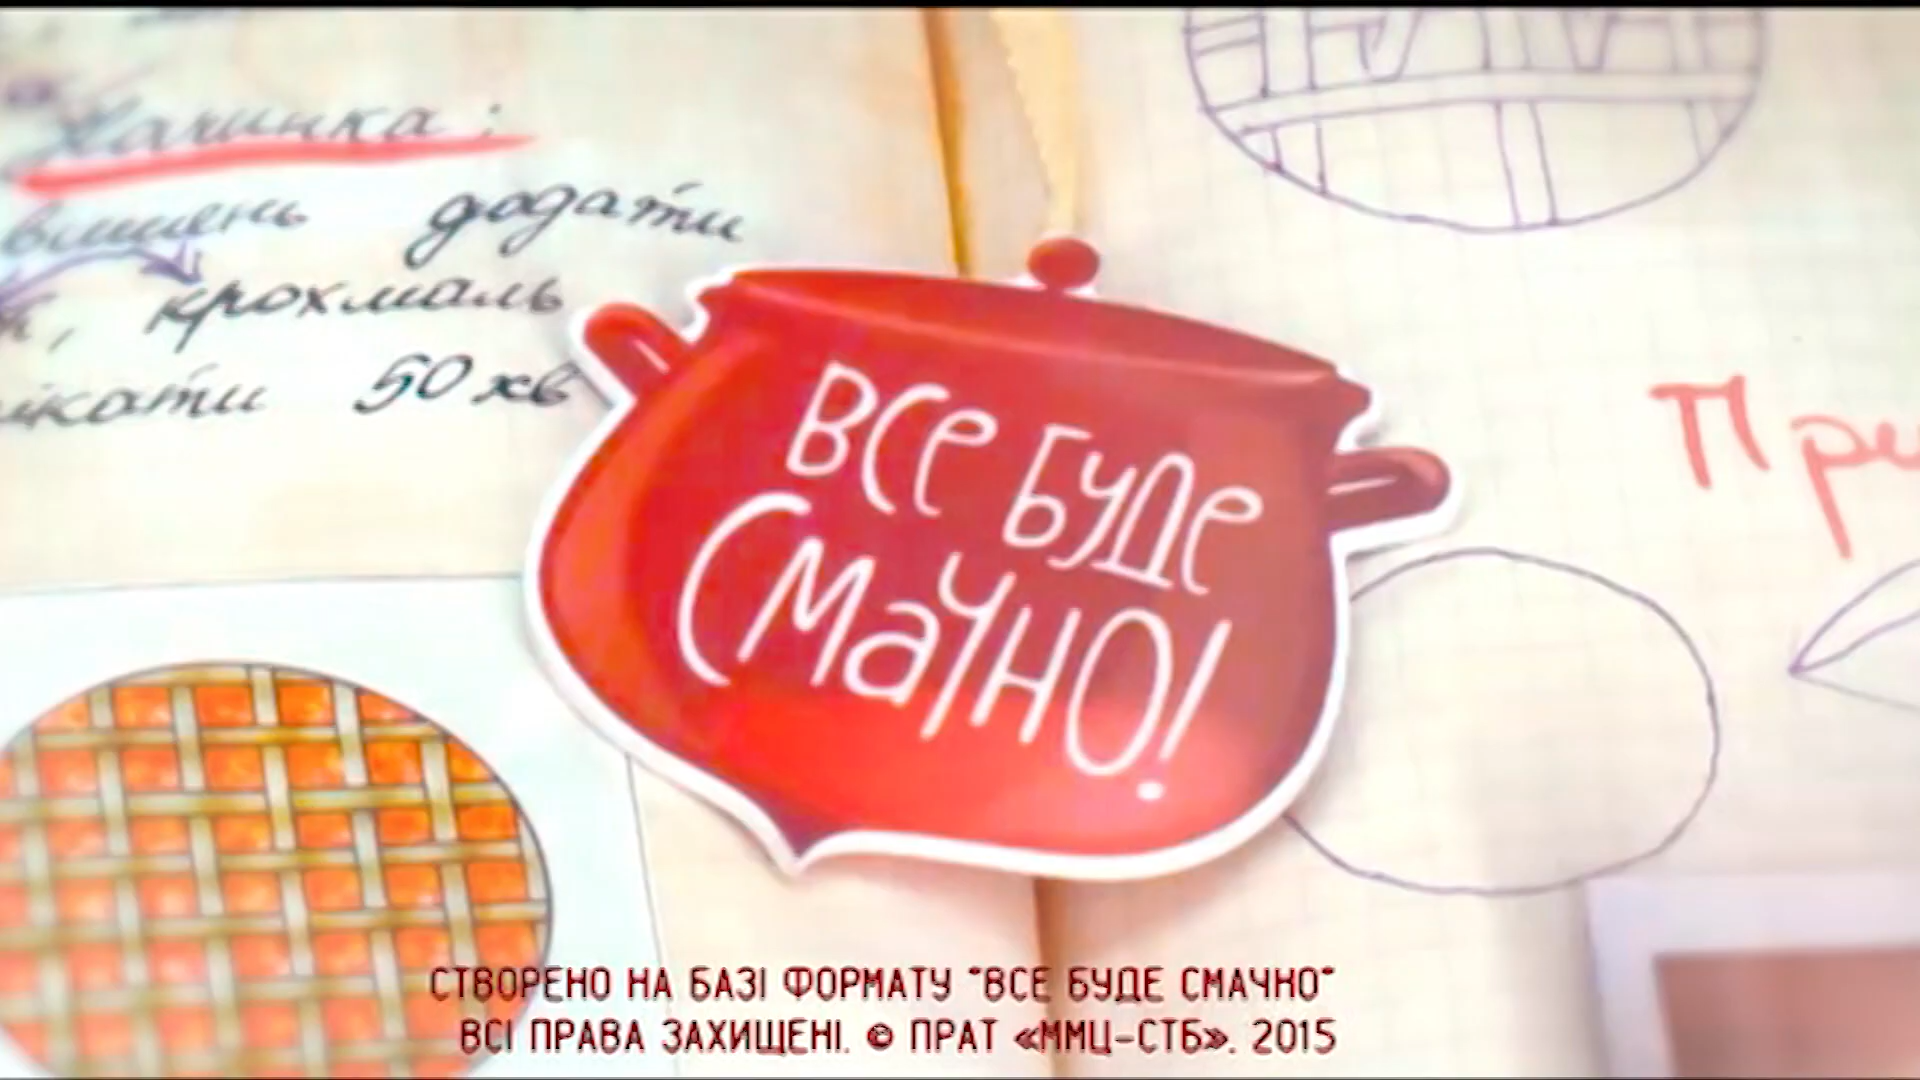 Начинка:
вишень додати
крохмаль
50 хв
ВСе БУДе
СМаЧНО!
При
СТВОРЕНО НА БАЗІ ФОРМАТУ "ВСЕ БУДЕ СМАЧНО"
ВСІ ПРАВА ЗАХИЩЕНІ. © ПРАТ «ММЦ-СТБ». 2015